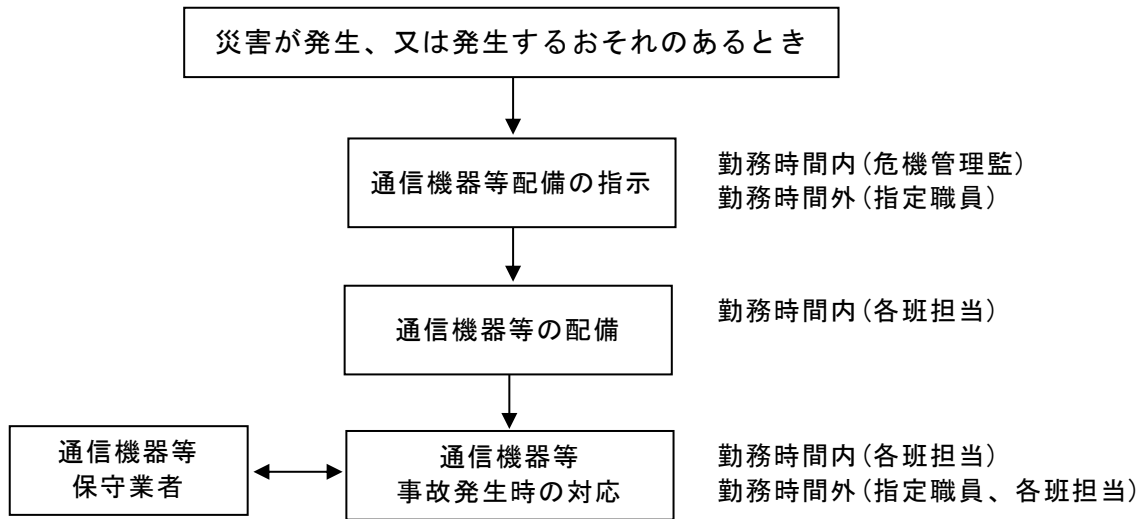 災害が発生、又は発生するおそれのあるとき
通信機器等配備の指示
勤務時間内(危機管理監)
勤務時間外(指定職員)
通信機器等の配備
勤務時間内(各班担当)
通信機器等
保守業者
通信機器等
事故発生時の対応
勤務時間内(各班担当)
勤務時間外(指定職員、各班担当)